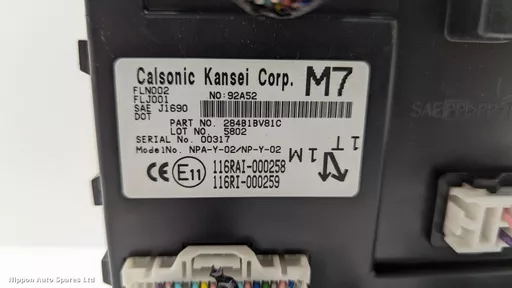 Calsonic Kansei Corp. M7
FLN002 NO:92A52
FLJ001
SAE J1690
DOT
PART NO. 284B1BV81C
LOT NO. 5802
SERIAL No. 00317
MODEL No. NPA-Y-02/NP-Y-02
1M
1T
CE E11 116RAI-000258
116RI-000259
Nippon Auto Spares Ltd